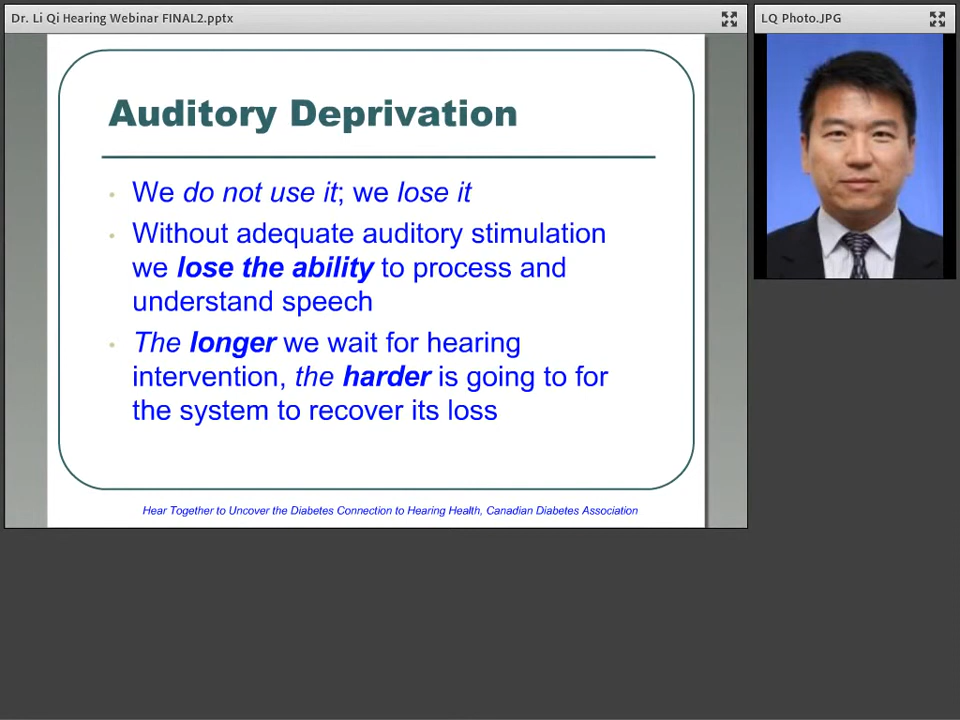 Dr. Li Qi Hearing Webinar FINAL2.pptx
LQ Photo.JPG
Auditory Deprivation
• We do not use it; we lose it
• Without adequate auditory stimulation
we lose the ability to process and
understand speech
• The longer we wait for hearing
intervention, the harder is going to for
the system to recover its loss
Hear Together to Uncover the Diabetes Connection to Hearing Health, Canadian Diabetes Association